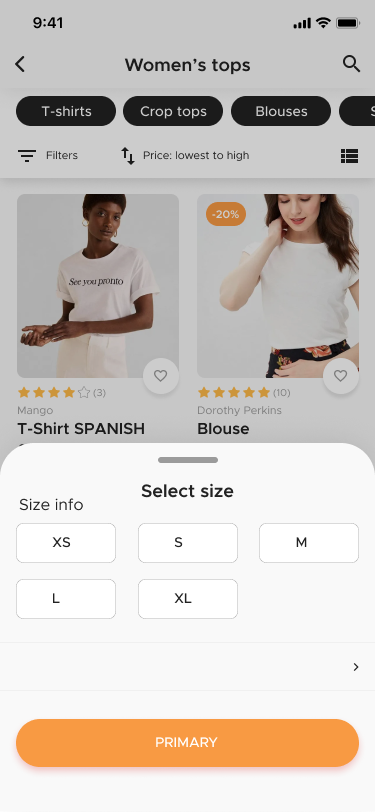 9:41
Women's tops
T-shirts
Crop tops
Blouses
S
Filters
Price: lowest to high
-20%
See you pronto
(3)
(10)
Mango
Dorothy Perkins
T-Shirt SPANISH
Blouse
Select size
Size info
XS
S
M
L
XL
PRIMARY